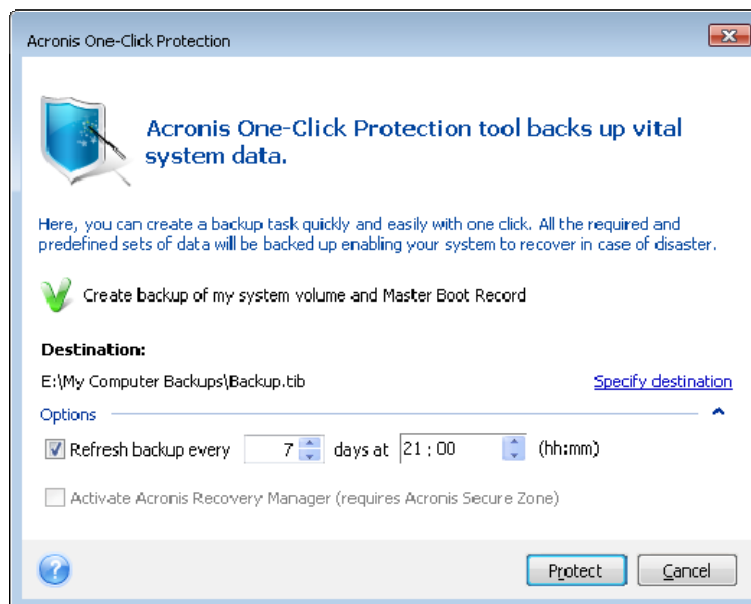 Acronis One-Click Protection
Acronis One-Click Protection tool backs up vital
system data.
Here, you can create a backup task quickly and easily with one click. All the required and
predefined sets of data will be backed up enabling your system to recover in case of disaster.
Create backup of my system volume and Master Boot Record
Destination:
E:\My Computer Backups\Backup.tib Specify destination
Options
Refresh backup every 7 days at 21 : 00 (hh:mm)
Activate Acronis Recovery Manager (requires Acronis Secure Zone)
? Protect Cancel